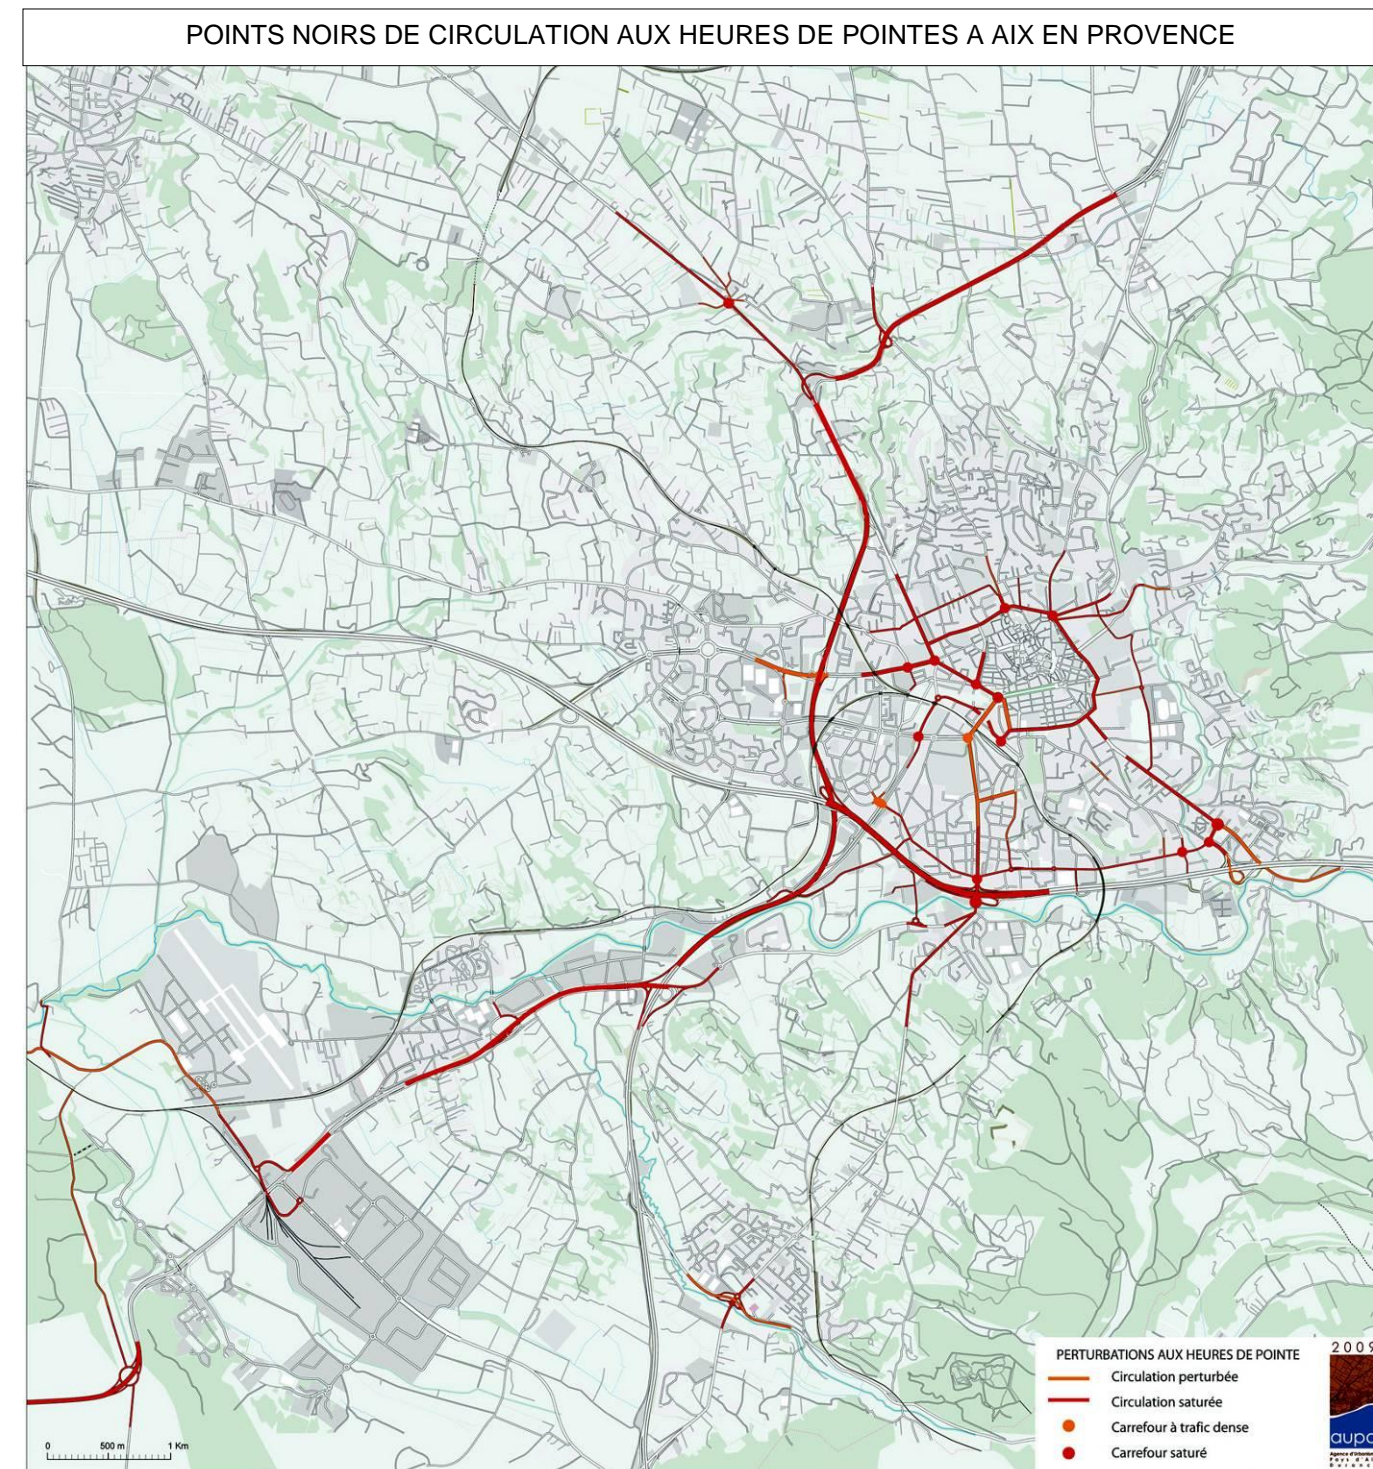 POINTS NOIRS DE CIRCULATION AUX HEURES DE POINTES A AIX EN PROVENCE
PERTURBATIONS AUX HEURES DE POINTE
Circulation perturbée
Circulation saturée
Carrefour à trafic dense
Carrefour saturé
2009
aupa
0 500 m 1 Km